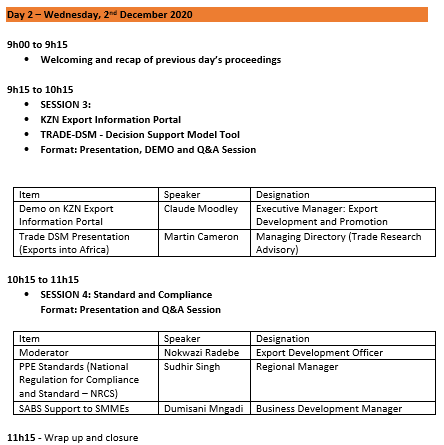 Day 2 – Wednesday, 2nd December 2020
9h00 to 9h15
• Welcoming and recap of previous day's proceedings
9h15 to 10h15
• SESSION 3:
• KZN Export Information Portal
• TRADE-DSM - Decision Support Model Tool
• Format: Presentation, DEMO and Q&A Session
Item Speaker Designation
Demo on KZN Export Claude Moodley Executive Manager: Export
Information Portal Development and Promotion
Trade DSM Presentation Martin Cameron Managing Directory (Trade Research
(Exports into Africa) Advisory)
10h15 to 11h15
• SESSION 4: Standard and Compliance
Format: Presentation and Q&A Session
Item Speaker Designation
Moderator Nokwazi Radebe Export Development Officer
PPE Standards (National Sudhir Singh Regional Manager
Regulation for Compliance
and Standard – NRCS)
SABS Support to SMMEs Dumisani Mngadi Business Development Manager
11h15 - Wrap up and closure